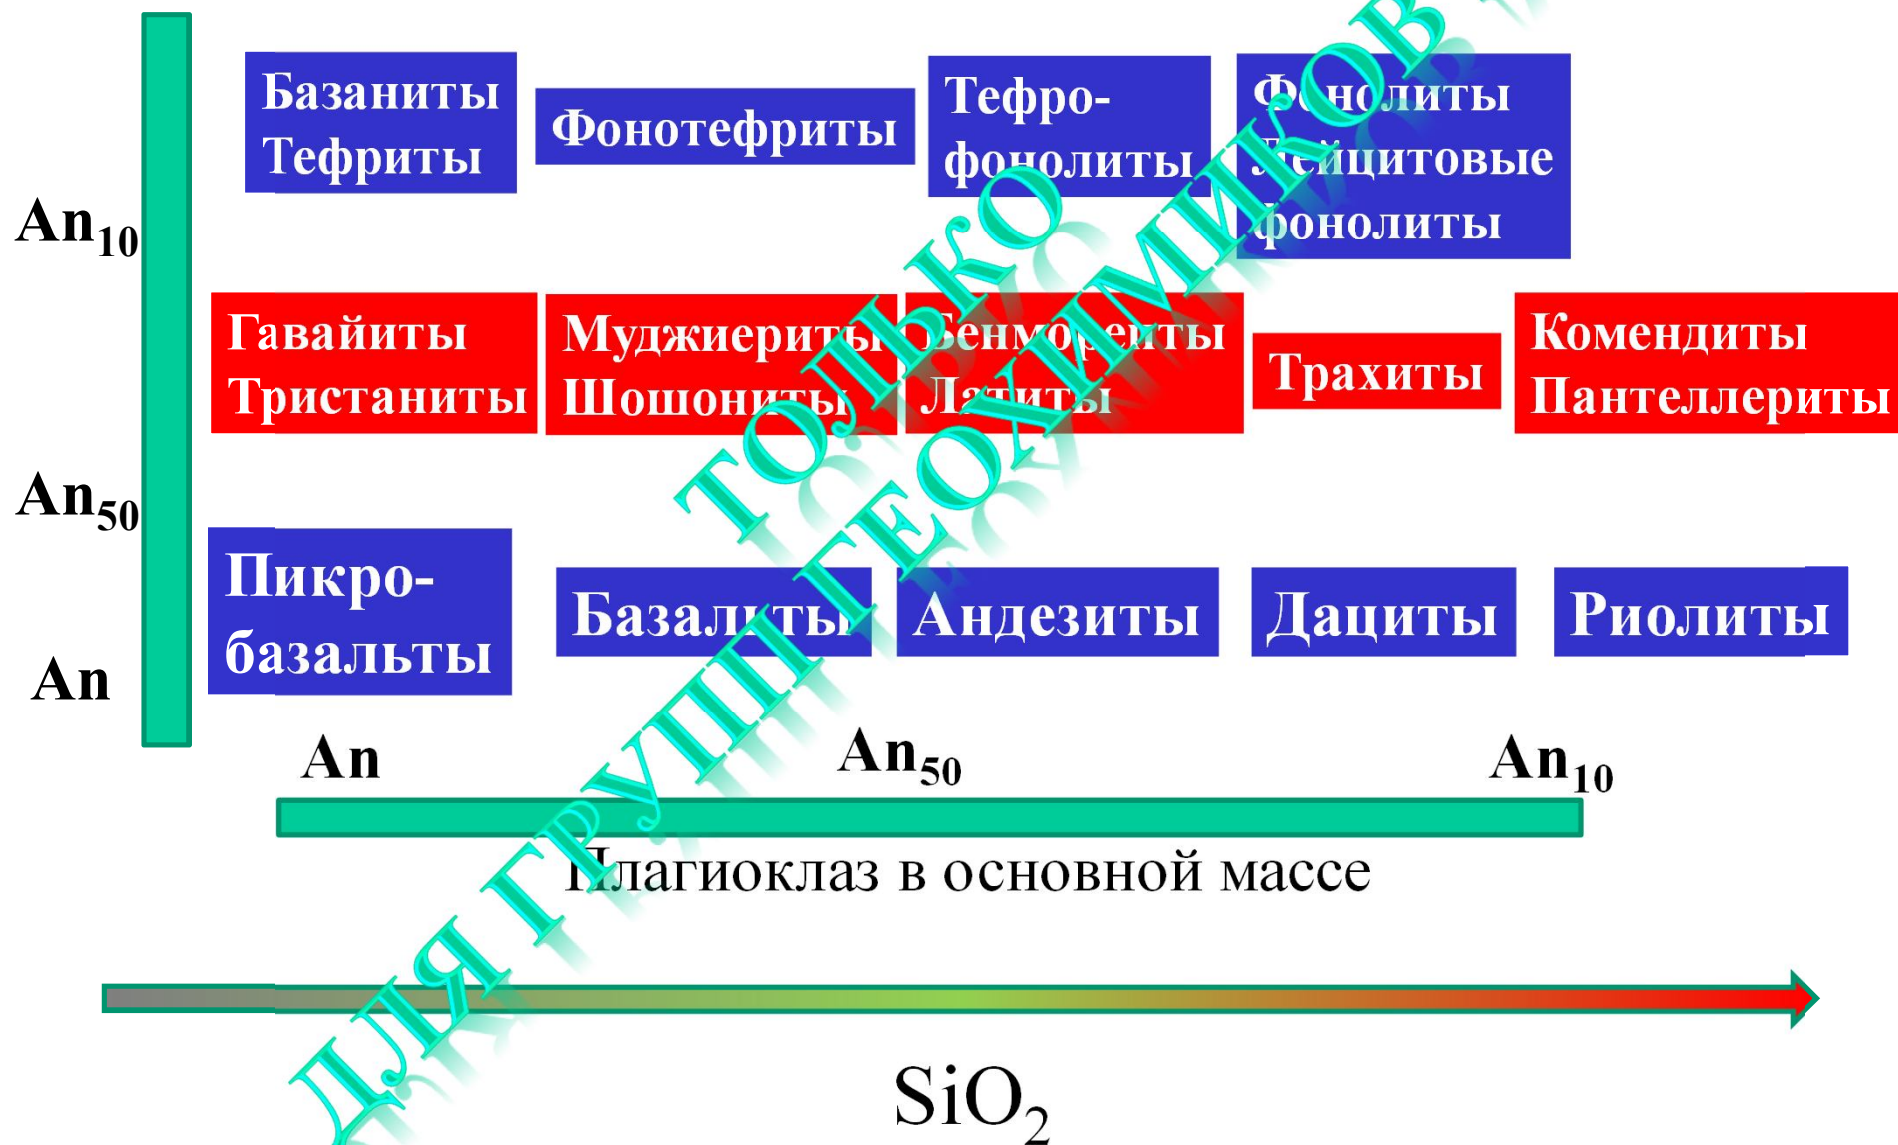 Базаниты
Тефриты
Фонотефриты
Тефро-
фонолиты
Фонолиты
Лейцитовые
фонолиты
An10
Гавайиты
Тристаниты
Муджиериты
Шошониты
Бенмореиты
Латиты
Трахиты
Комендиты
Пантеллериты
An50
Пикро-
базальты
Базальты
Андезиты
Дациты
Риолиты
An
An
An50
An10
Плагиоклаз в основной массе
SiO2
ТОЛЬКО
ДЛЯ ГРУПП ГЕОХИМИКОВ